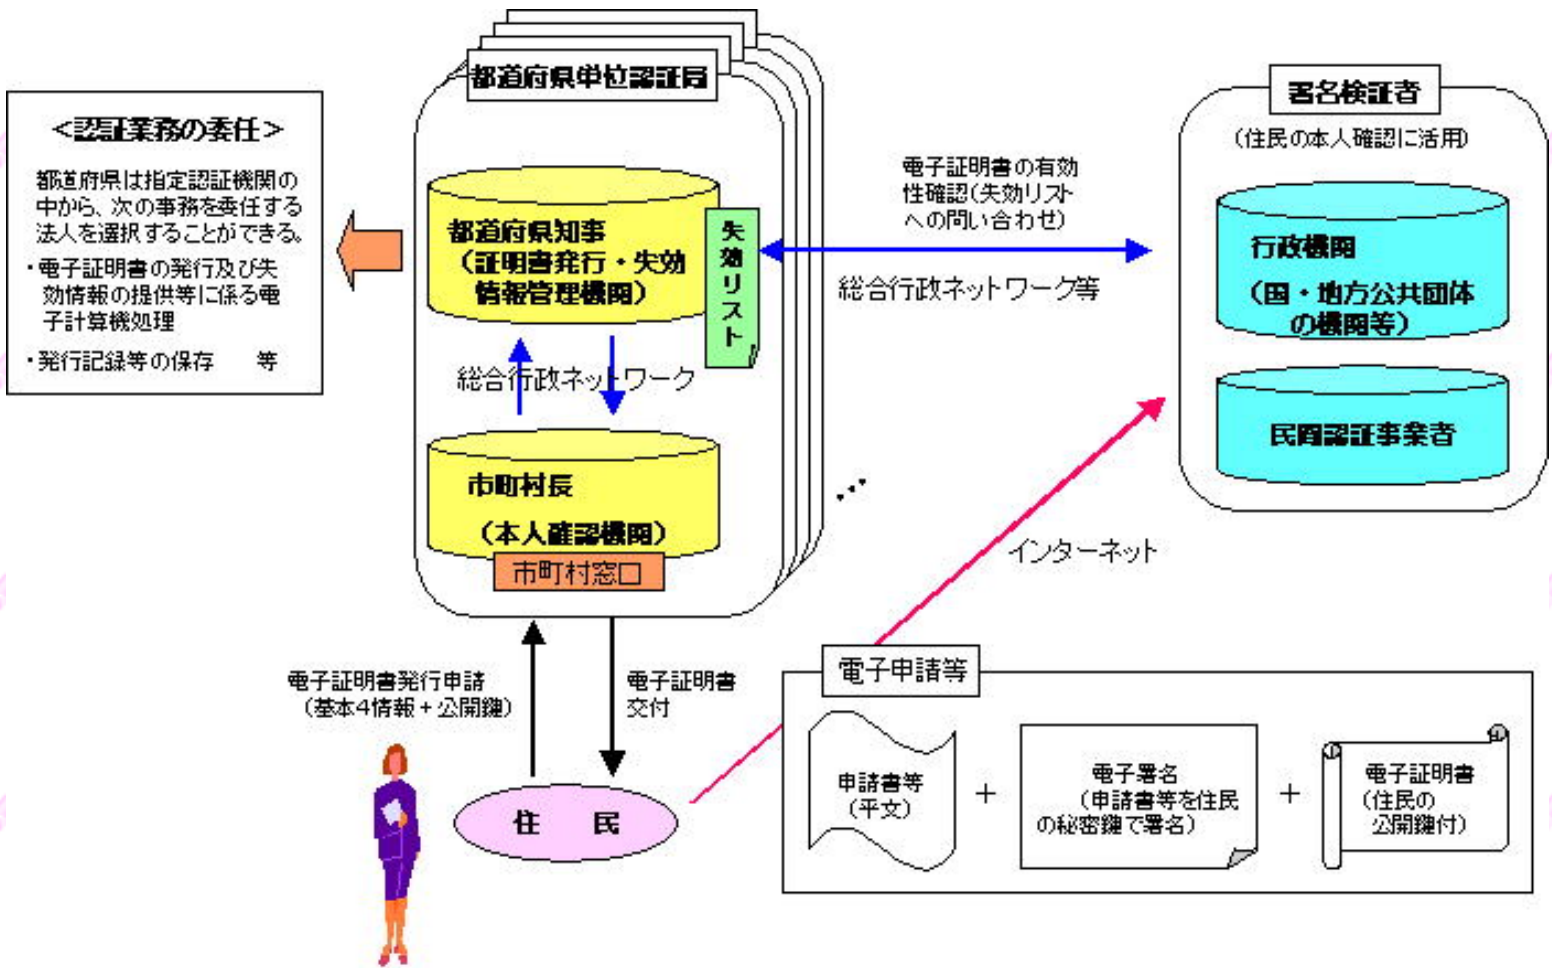 都道府県単位認証局
＜認証業務の委任＞
都道府県は指定認証機関の
中から、次の事務を委任する
法人を選択することができる。
・電子証明書の発行及び失
効情報の提供等に係る電
子計算機処理
・発行記録等の保存　等
都道府県知事
（証明書発行・失効
情報管理機関）
失効リスト
総合行政ネットワーク
市町村長
（本人確認機関）
市町村窓口
電子証明書の有効
性確認(失効リスト
への問い合わせ)
総合行政ネットワーク等
署名検証者
(住民の本人確認に活用)
行政機関
（国・地方公共団体
の機関等）
民間認証事業者
…
インターネット
電子証明書発行申請
（基本４情報＋公開鍵）
電子証明書
交付
住　民
電子申請等
申請書等
（平文）
＋
電子署名
（申請書等を住民
の秘密鍵で署名）
＋
電子証明書
（住民の
公開鍵付）